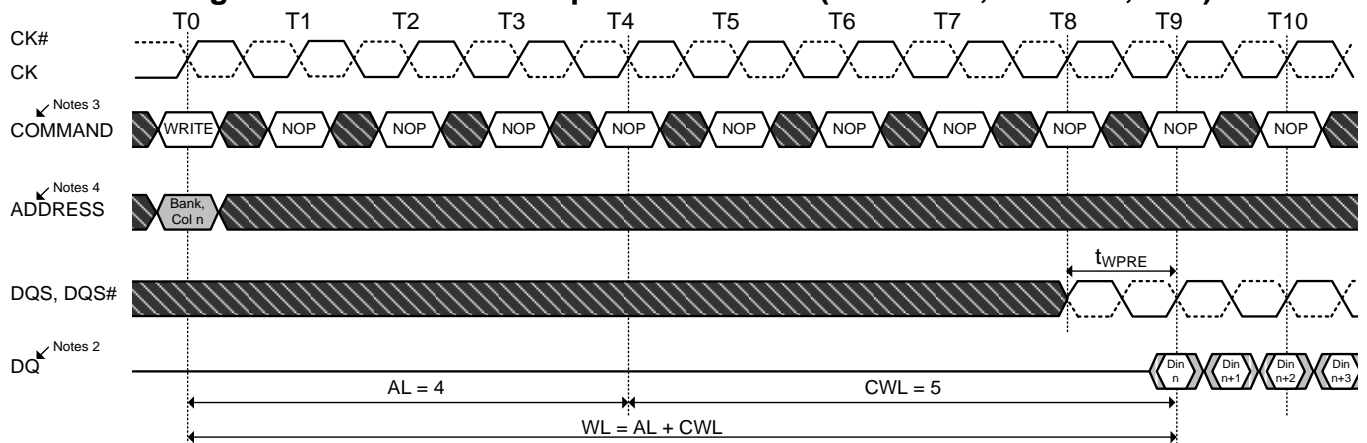 T0 T1 T2 T3 T4 T5 T6 T7 T8 T9 T10
CK#
CK
Notes 3
COMMAND WRITE NOP NOP NOP NOP NOP NOP NOP NOP NOP NOP
Notes 4
ADDRESS Bank,
Col n
tWPRE
DQS, DQS#
Notes 2
DQ Din Din Din Din
n n+1 n+2 n+3
AL = 4 CWL = 5
WL = AL + CWL